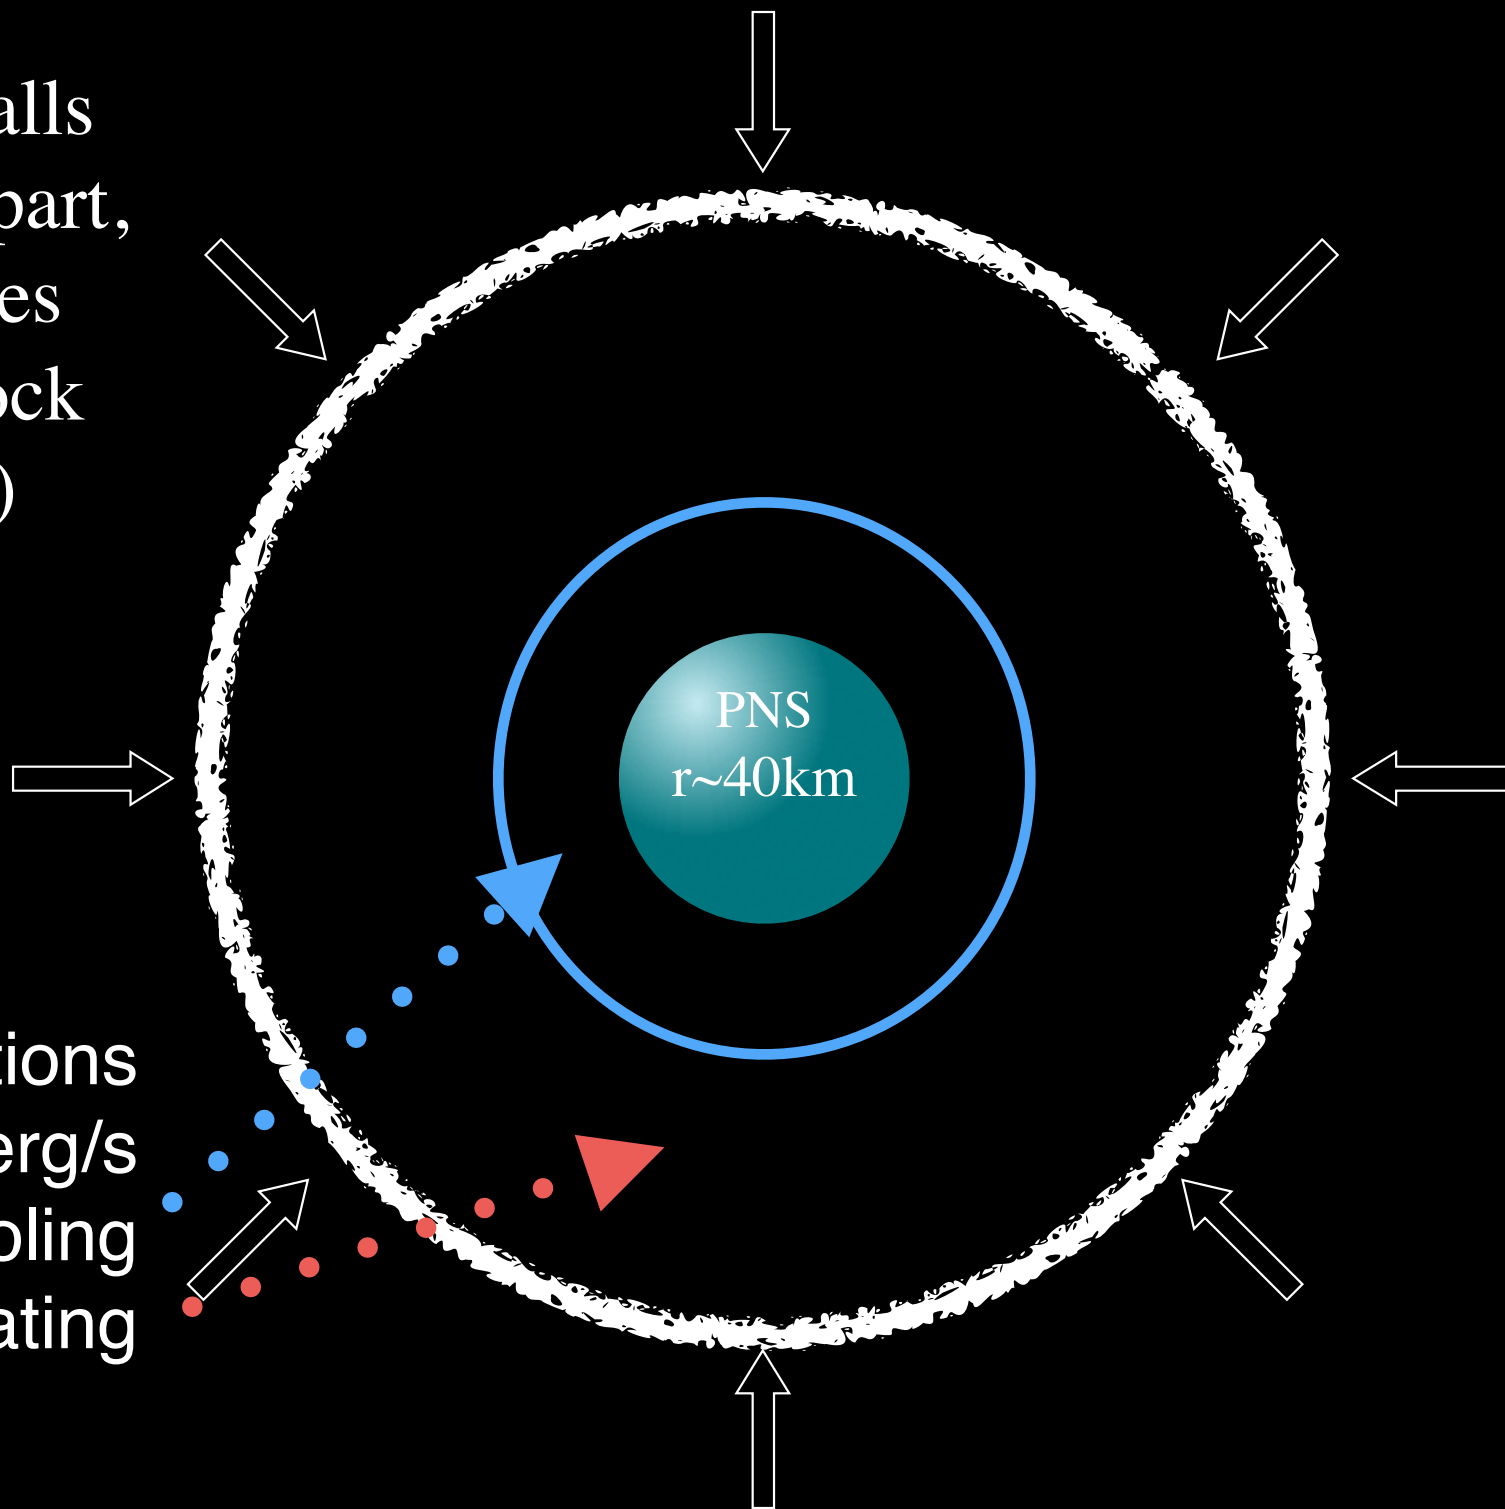 alls
part,
es
ock
)
PNS
r~40km
tions
erg/s
oling
ating